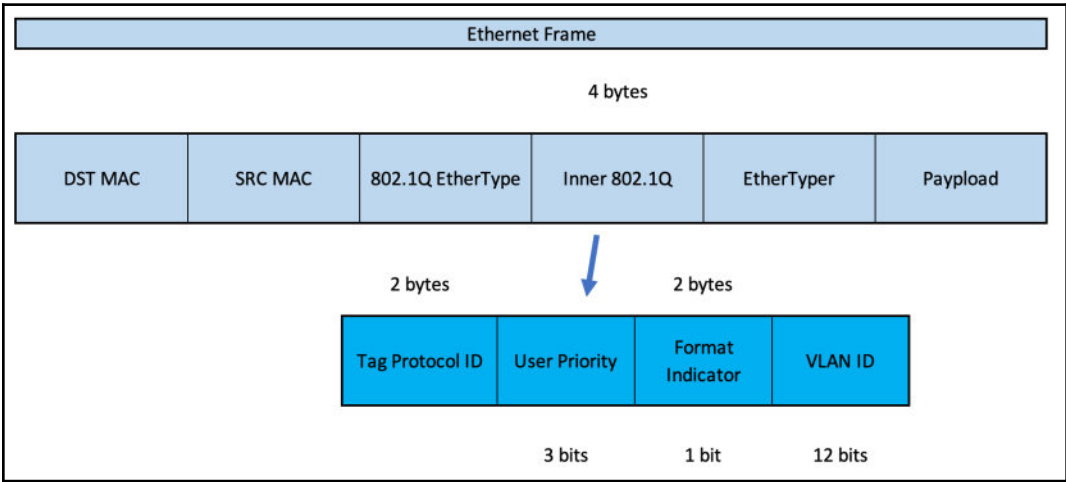 Ethernet Frame
4 bytes
DST MAC
SRC MAC
802.1Q EtherType
Inner 802.1Q
EtherTyper
Paypload
2 bytes
2 bytes
Tag Protocol ID
User Priority
Format
Indicator
VLAN ID
3 bits
1 bit
12 bits